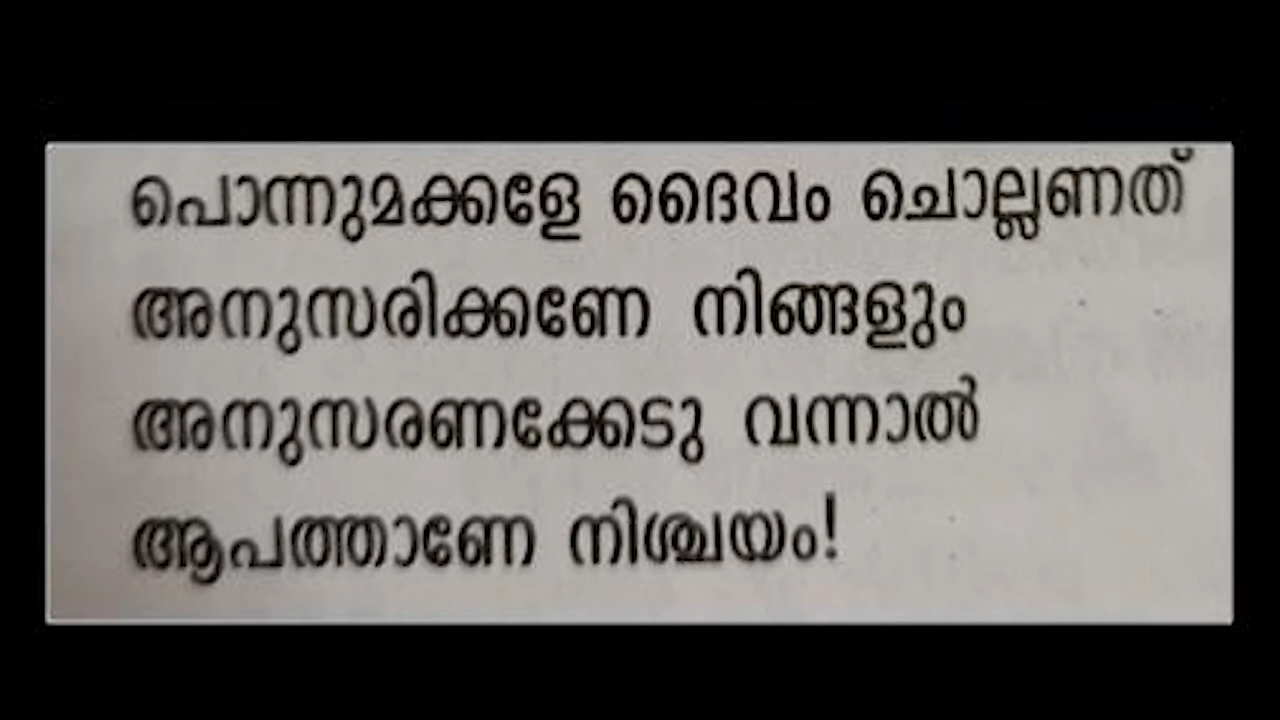 പൊന്നുമക്കളേ ദൈവം ചൊല്ലണത്
അനുസരിക്കണേ നിങ്ങളും
അനുസരണക്കേടു വന്നാൽ
ആപത്താണേ നിശ്ചയം!